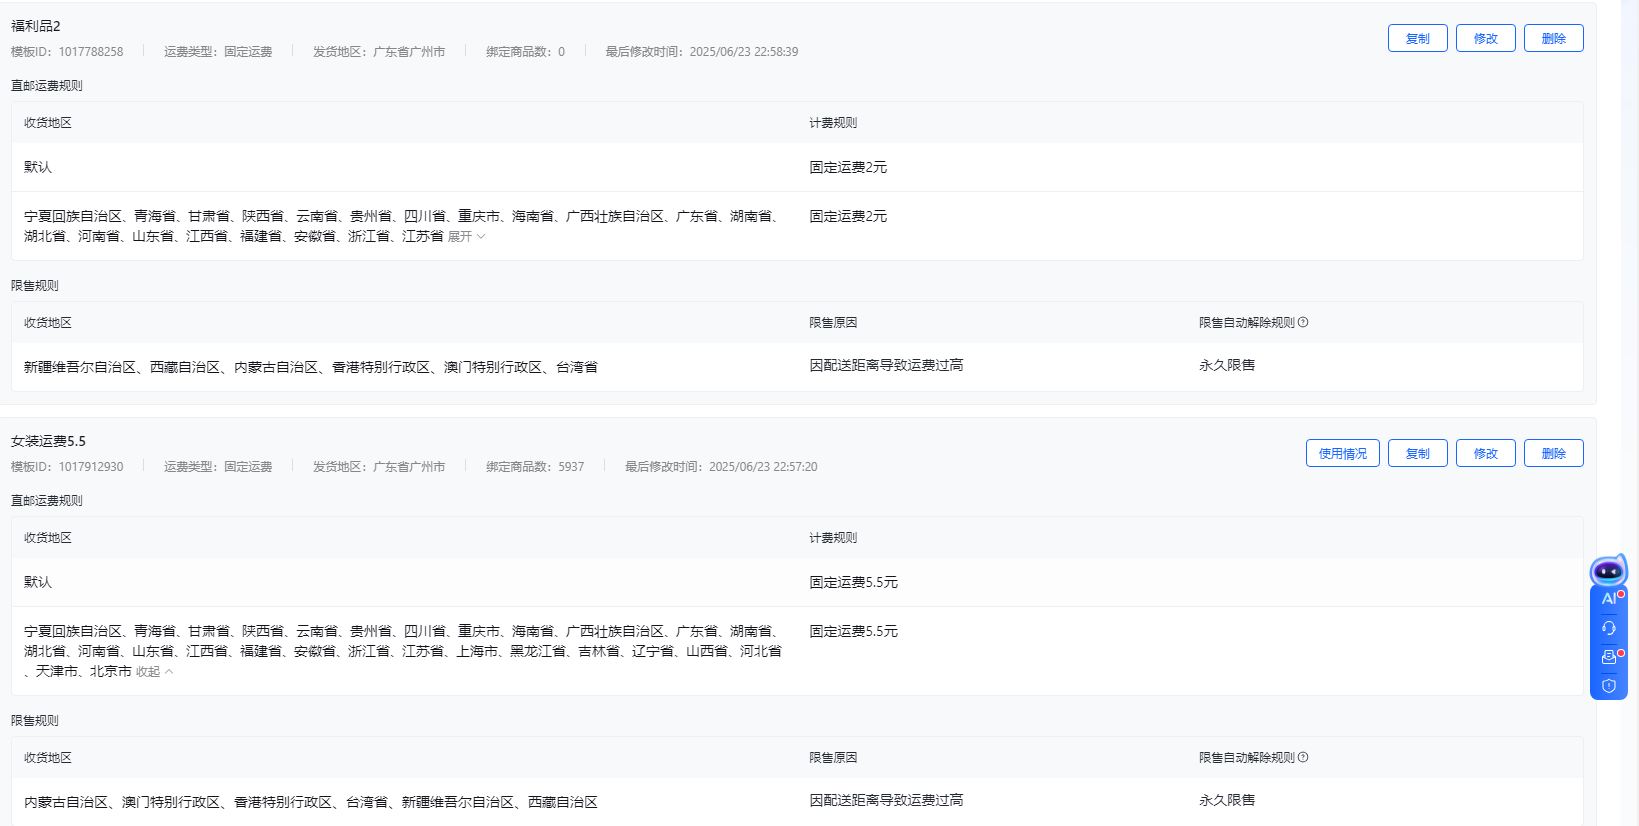 福利品2
模板ID: 1017788258 运费类型: 固定运费 发货地区: 广东省广州市 绑定商品数: 0 最后修改时间: 2025/06/23 22:58:39
复制 修改 删除
直邮运费规则
收货地区 计费规则
默认 固定运费2元
宁夏回族自治区、青海省、甘肃省、陕西省、云南省、贵州省、四川省、重庆市、海南省、广西壮族自治区、广东省、湖南省、 固定运费2元
湖北省、河南省、山东省、江西省、福建省、安徽省、浙江省、江苏省 展开
限售规则
收货地区 限售原因 限售自动解除规则
新疆维吾尔自治区、西藏自治区、内蒙古自治区、香港特别行政区、澳门特别行政区、台湾省 因配送距离导致运费过高 永久限售
女装运费5.5
模板ID: 1017912930 运费类型: 固定运费 发货地区: 广东省广州市 绑定商品数: 5937 最后修改时间: 2025/06/23 22:57:20
使用情况 复制 修改 删除
直邮运费规则
收货地区 计费规则
默认 固定运费5.5元
宁夏回族自治区、青海省、甘肃省、陕西省、云南省、贵州省、四川省、重庆市、海南省、广西壮族自治区、广东省、湖南省、 固定运费5.5元
湖北省、河南省、山东省、江西省、福建省、安徽省、浙江省、江苏省、上海市、黑龙江省、吉林省、辽宁省、山西省、河北省
、天津市、北京市 收起
AI
限售规则
收货地区 限售原因 限售自动解除规则
内蒙古自治区、澳门特别行政区、香港特别行政区、台湾省、新疆维吾尔自治区、西藏自治区 因配送距离导致运费过高 永久限售